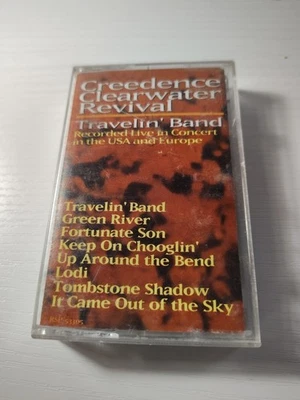 Creedence
Clearwater
Revival
Travelin' Band
Recorded Live in Concert
in the USA and Europe
Travelin' Band
Green River
Fortunate Son
Keep On Chooglin'
Up Around the Bend
Lodi
Tombstone Shadow
It Came Out of the Sky